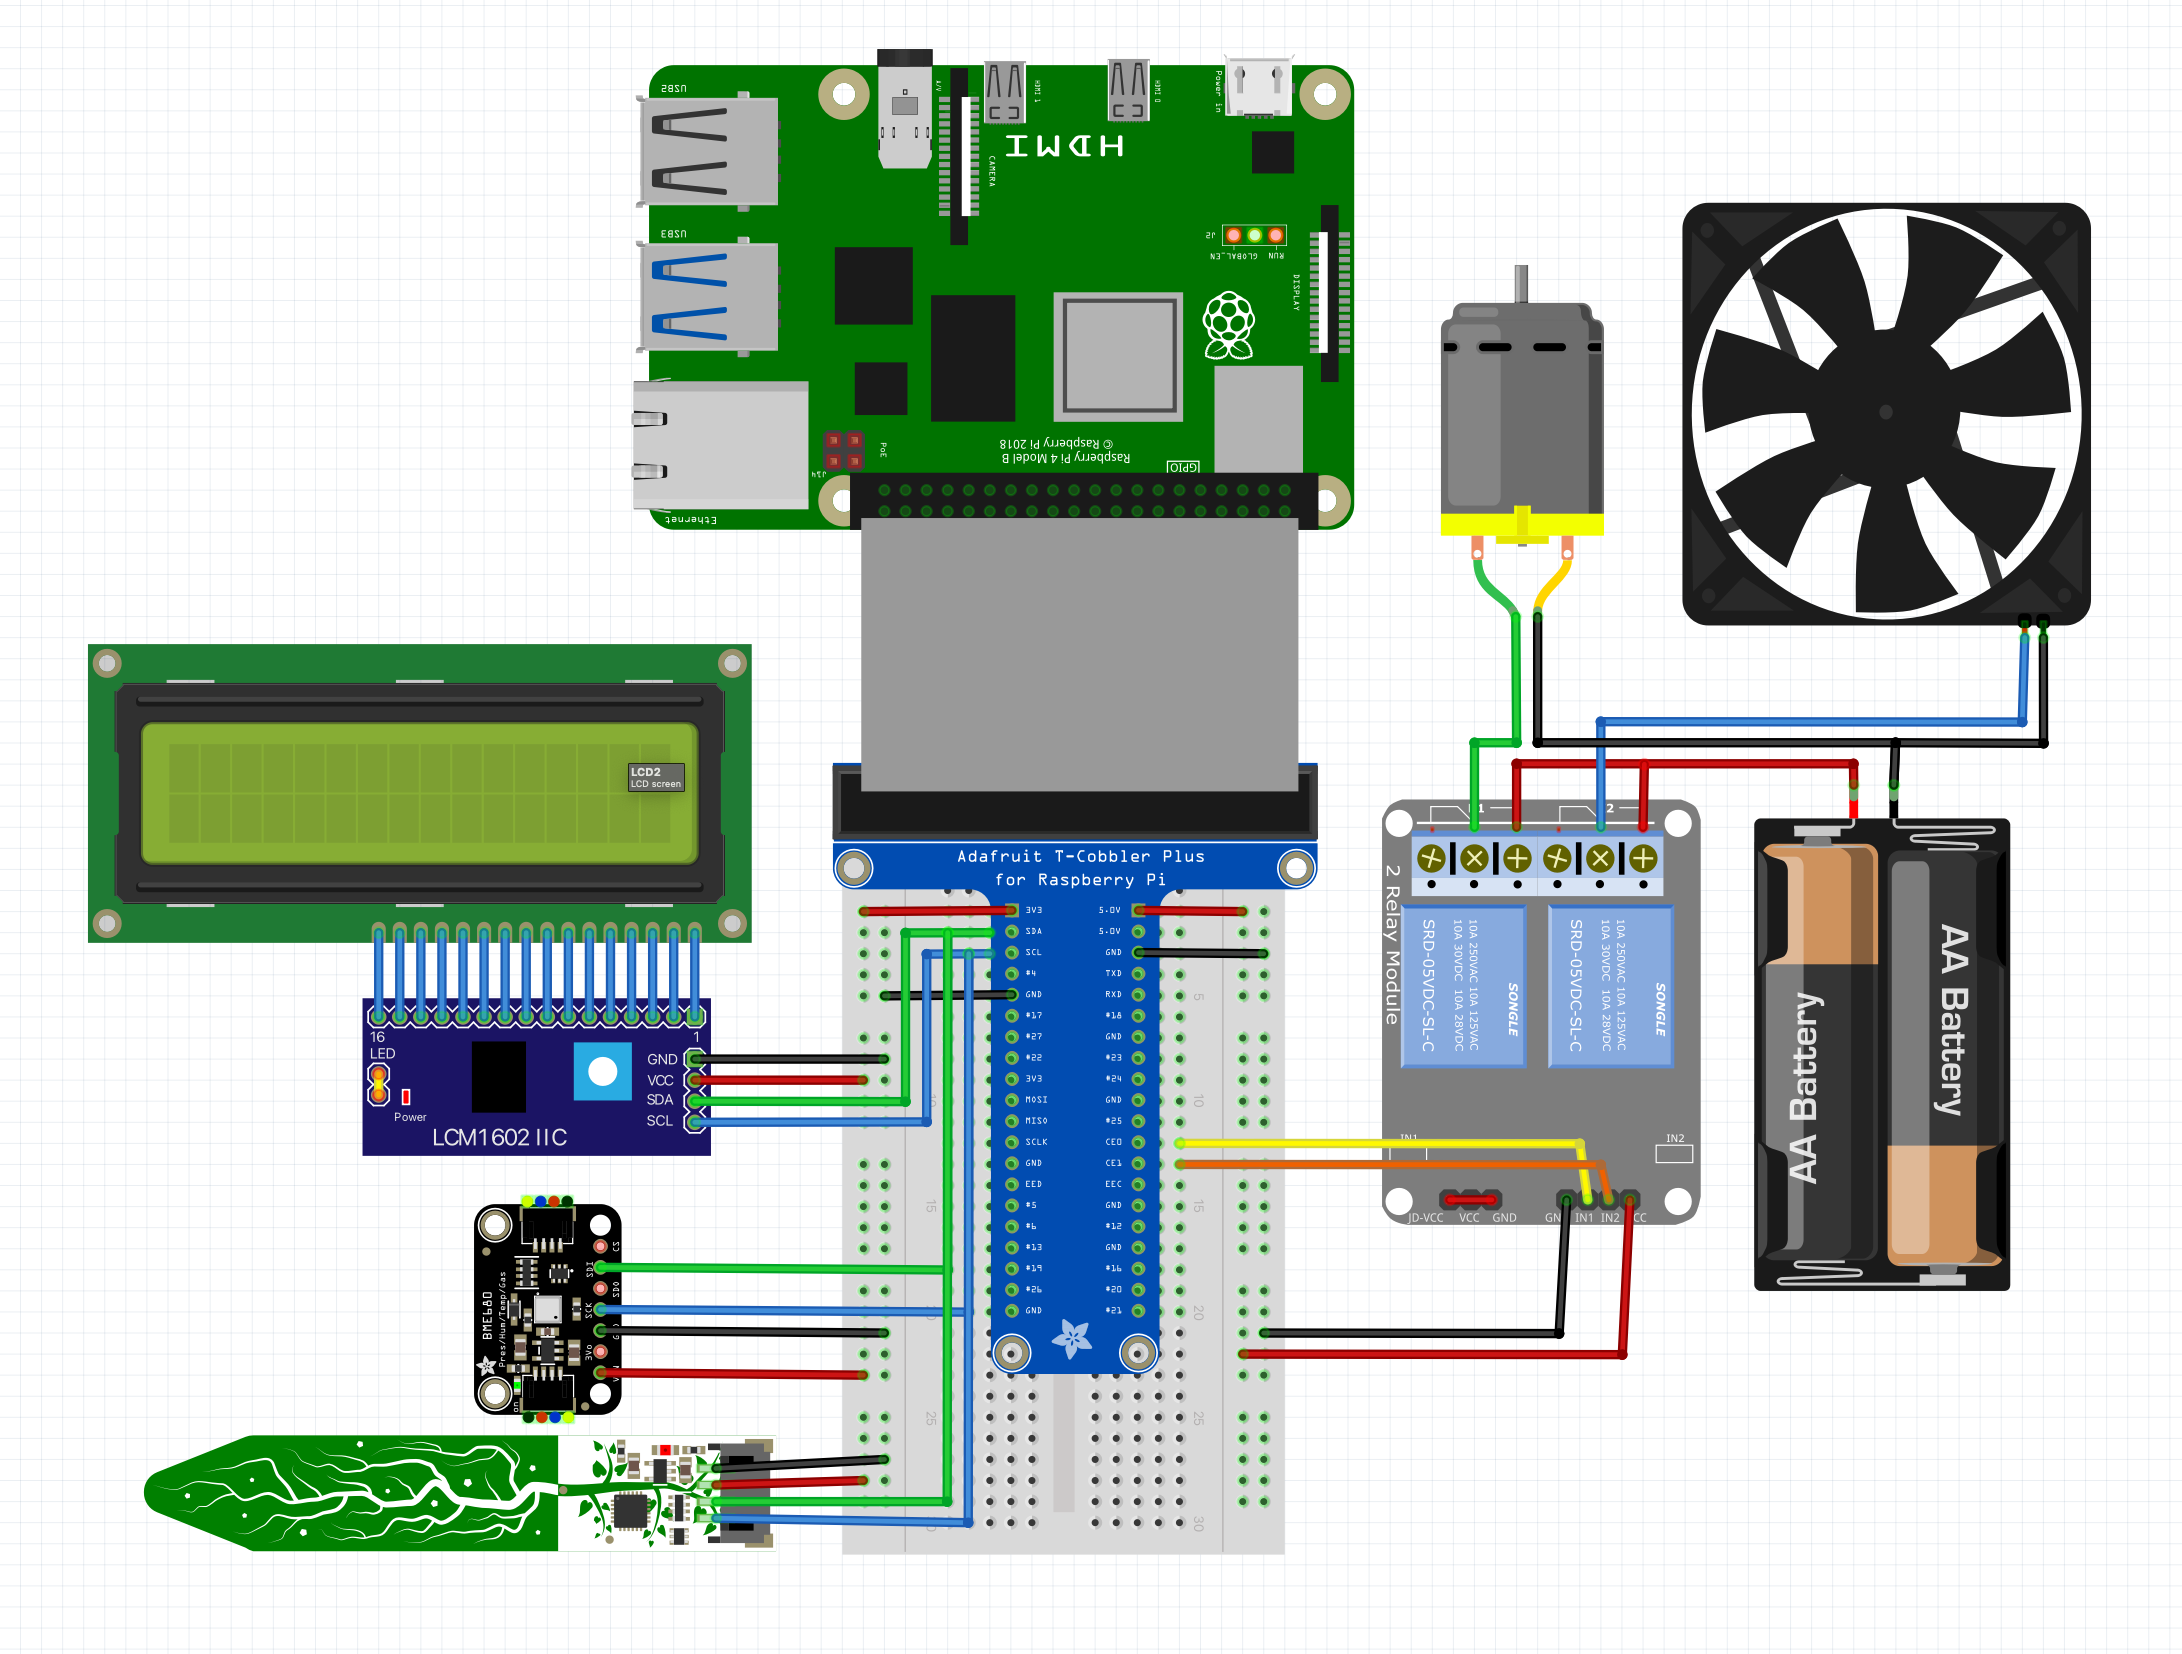 USB2
A/V
HDMI 1
HDMI 0
Power in
HDMI
CAMERA
USB3
J2
GLOBAL_EN
RUN
DISPLAY
PoE
J14
© Raspberry Pi 2018
Raspberry Pi 4 Model B
GPIO
Ethernet
LCD2
LCD screen
16
1
LED
Power
GND
VCC
SDA
SCL
LCM1602 IIC
Adafruit T-Cobbler Plus
for Raspberry Pi
3V3 5.0V
SDA 5.0V
SCL GND
#4 TXD
GND RXD
#17 #18
#27 GND
#22 #23
3V3 #24
MOSI GND
MISO #25
SCLK CE0
GND CE1
EED EEC
#5 GND
#6 #12
#13 GND
#19 #16
#26 #20
GND #21
5
10
10
15
15
20
20
25
25
30
30
BME680
Pres/Hum/Temp/Gas
CS
SDI
SDO
SCK
3Vo
on
2 Relay Module
SRD-05VDC-SL-C
10A 30VDC 10A 28VDC
10A 250VAC 10A 125VAC
SONGLE
SRD-05VDC-SL-C
10A 30VDC 10A 28VDC
10A 250VAC 10A 125VAC
SONGLE
IN1
IN2
JD-VCC
VCC
GND
IN1
IN2
AA Battery
AA Battery